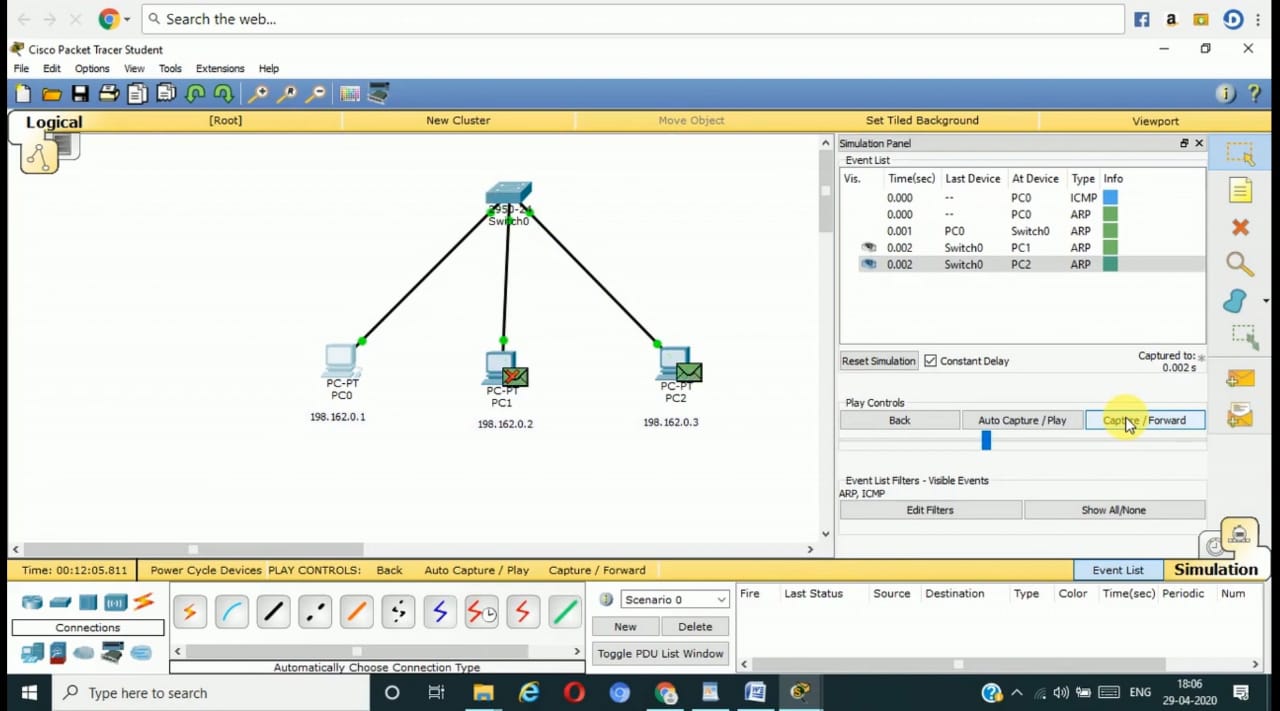 Search the web...
Cisco Packet Tracer Student
File Edit Options View Tools Extensions Help
Logical [Root] New Cluster Move Object Set Tiled Background Viewport
2950-24
Switch0
PC-PT
PC0
198.162.0.1
PC-PT
PC1
198.162.0.2
PC-PT
PC2
198.162.0.3
Simulation Panel
Event List
Vis. Time(sec) Last Device At Device Type Info
0.000 -- PC0 ICMP
0.000 -- PC0 ARP
0.001 PC0 Switch0 ARP
0.002 Switch0 PC1 ARP
0.002 Switch0 PC2 ARP
Reset Simulation Constant Delay Captured to: *
0.002 s
Play Controls
Back Auto Capture / Play Capture / Forward
Event List Filters - Visible Events
ARP, ICMP
Edit Filters Show All/None
Time: 00:12:05.811 Power Cycle Devices PLAY CONTROLS: Back Auto Capture / Play Capture / Forward Event List Simulation
Connections
Automatically Choose Connection Type
Scenario 0
New Delete
Toggle PDU List Window
Fire Last Status Source Destination Type Color Time(sec) Periodic Num
Type here to search
ENG
18:06
29-04-2020